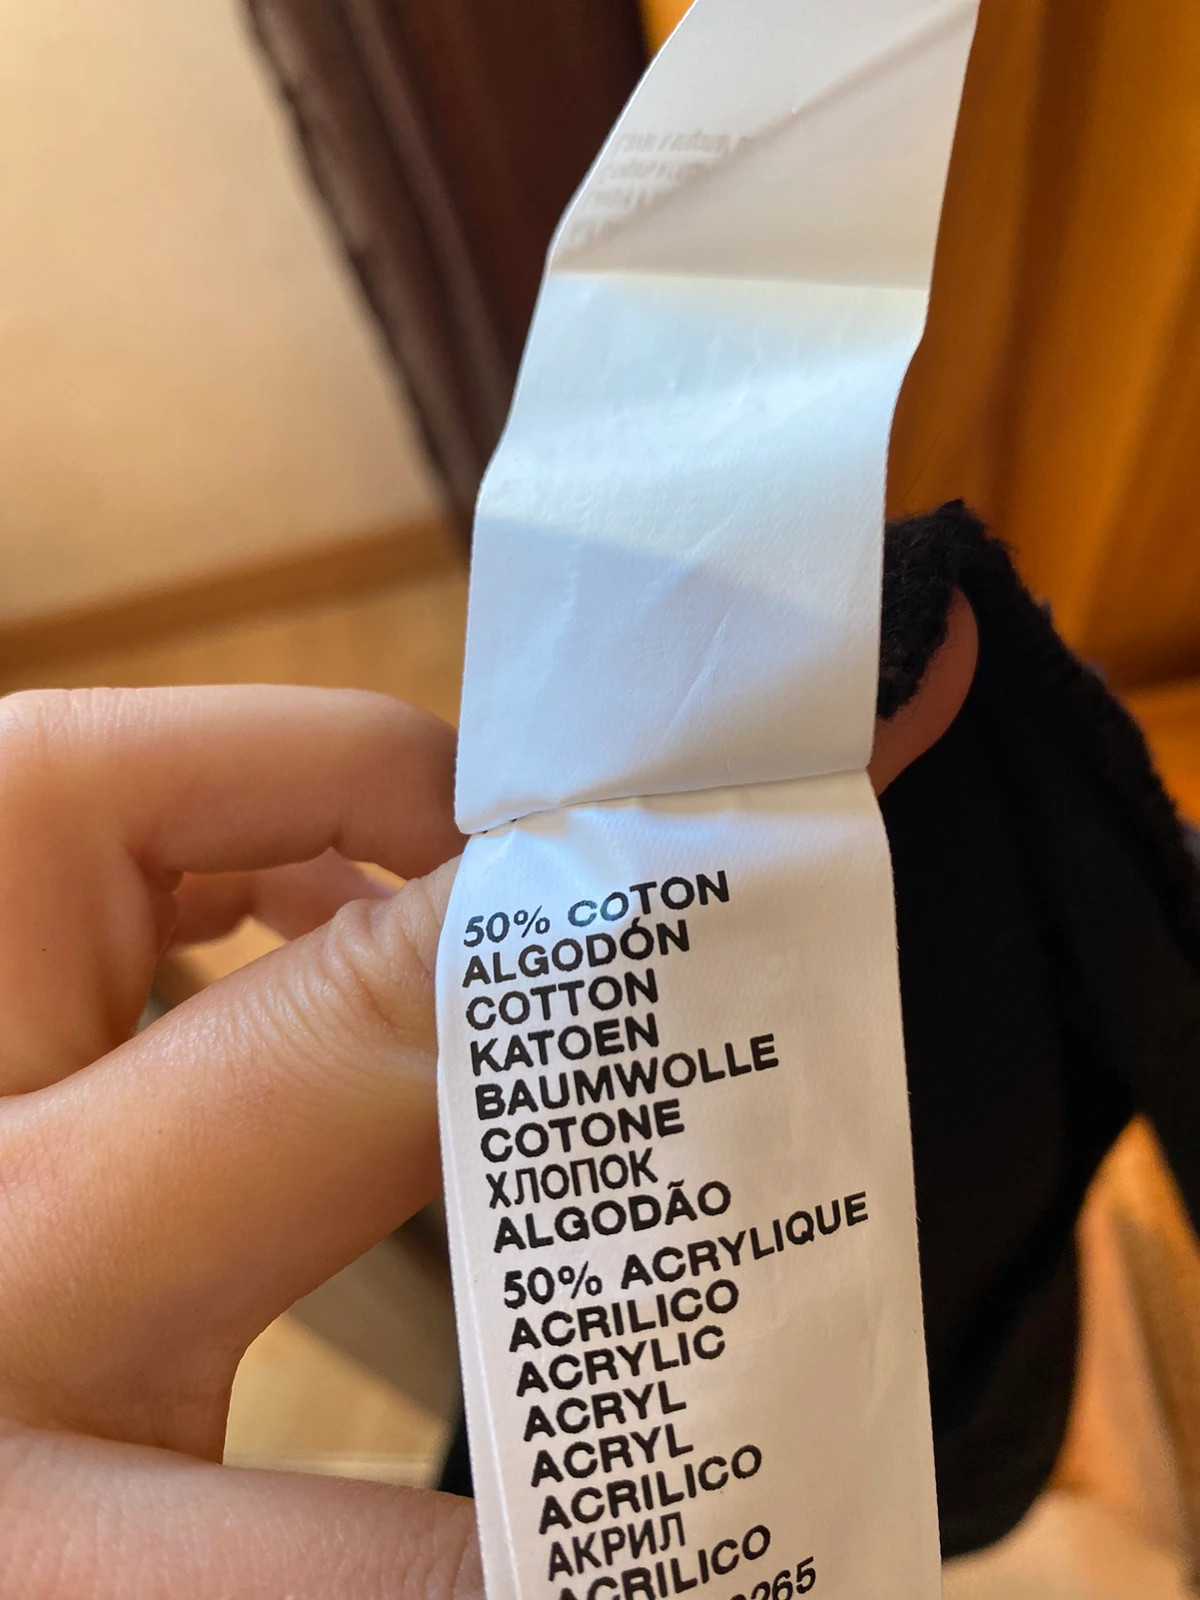 50% COTON
ALGODÓN
COTTON
KATOEN
BAUMWOLLE
COTONE
ХЛОПОК
ALGODÃO
50% ACRYLIQUE
ACRILICO
ACRYLIC
ACRYL
ACRYL
ACRILICO
АКРИЛ
ACRILICO